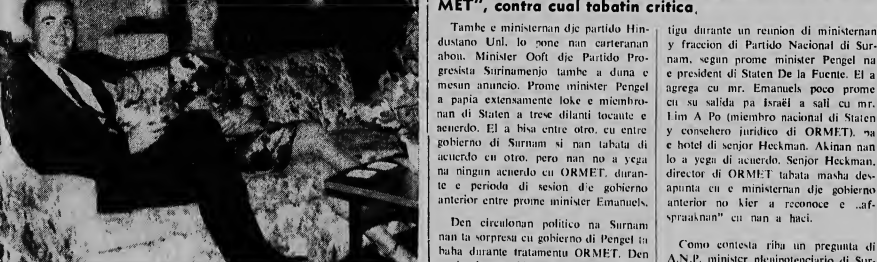 MET", contra cual tabatin critica.
Tambe e ministernan dje partido Hin-
dustano Uni. lo pone nan carteranan
abou. Minister Ooft dje Partido Pro-
gresista Surinamenjo tambe a duna e
mesun anuncio. Prome minister Pengel
a papia extensamente loke e miembro-
nan di Staten a trese dilanti tocante e
acuerdo. El a bisa entre otro, cu entre
gobierno di Surnam si nan tabata di
acuerdo cu otro, pero nan no a yega
na ningun acuerdo cu ORMET, duran-
te e periodo di sesion dje gobierno
anterior entre prome minister Emanuels.
Den circulonan politico na Surnam
nan ta sorpresu cu gobierno di Pengel ta
baha durante tratamentu ORMET. Den
tigu durante un reunion di ministernan
y fraccion di Partido Nacional di Sur-
nam, segun prome minister Pengel na
e president di Staten De la Fuente. El a
agrega cu mr. Emanuels poco prome
cu su salida pa Israël a sali cu mr.
Lim A Po (miembro nacional di Staten
y consehero juridico di ORMET), na
e hotel di senjor Heckman. Akinan nan
lo a yega di acuerdo. Senjor Heckman,
director di ORMET tabata masha des-
apunta cu e ministernan dje gobierno
anterior no kier a reconoce e „af-
spraaknan" cu nan a haci.
Como contesta riba un pregunta di
A.N.P. minister plenipotenciario di Sur-